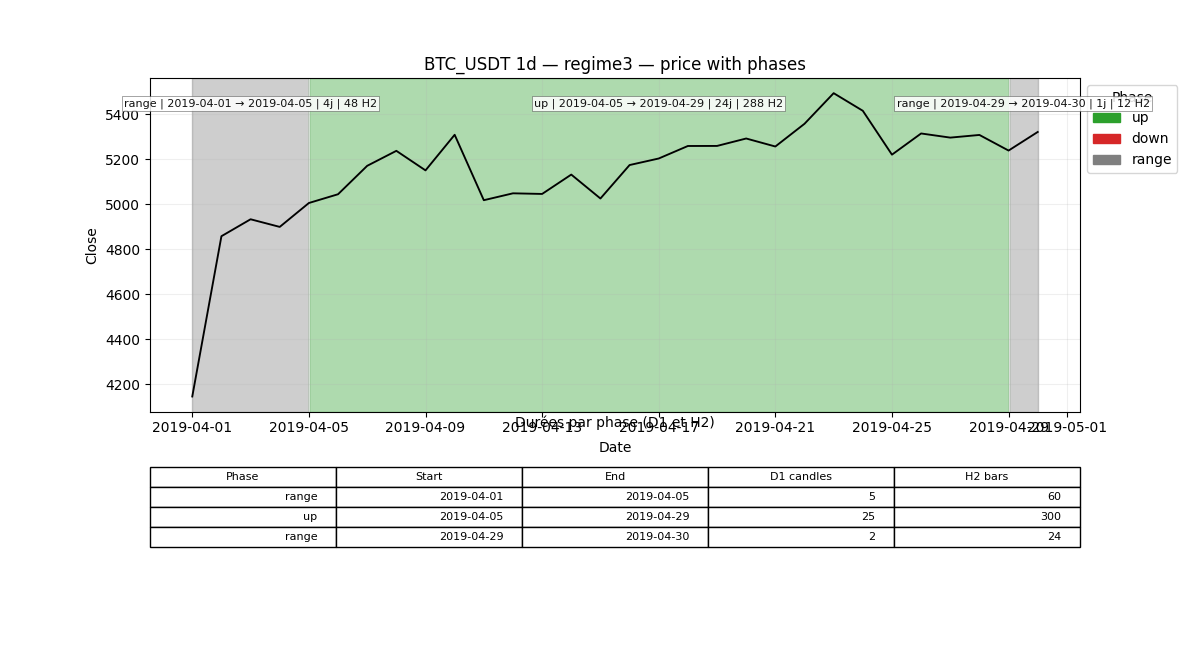 BTC_USDT 1d — regime3 — price with phases
range | 2019-04-01 → 2019-04-05 | 4j | 48 H2
up | 2019-04-05 → 2019-04-29 | 24j | 288 H2
range | 2019-04-29 → 2019-04-30 | 1j | 12 H2
Phase
up
down
range
Close
5400
5200
5000
4800
4600
4400
4200
2019-04-01 2019-04-05 2019-04-09 2019-04-13 2019-04-17 2019-04-21 2019-04-25 2019-04-29 2019-05-01
Durées par phase (D1 et H2)
Date
Phase Start End D1 candles H2 bars
range 2019-04-01 2019-04-05 5 60
up 2019-04-05 2019-04-29 25 300
range 2019-04-29 2019-04-30 2 24